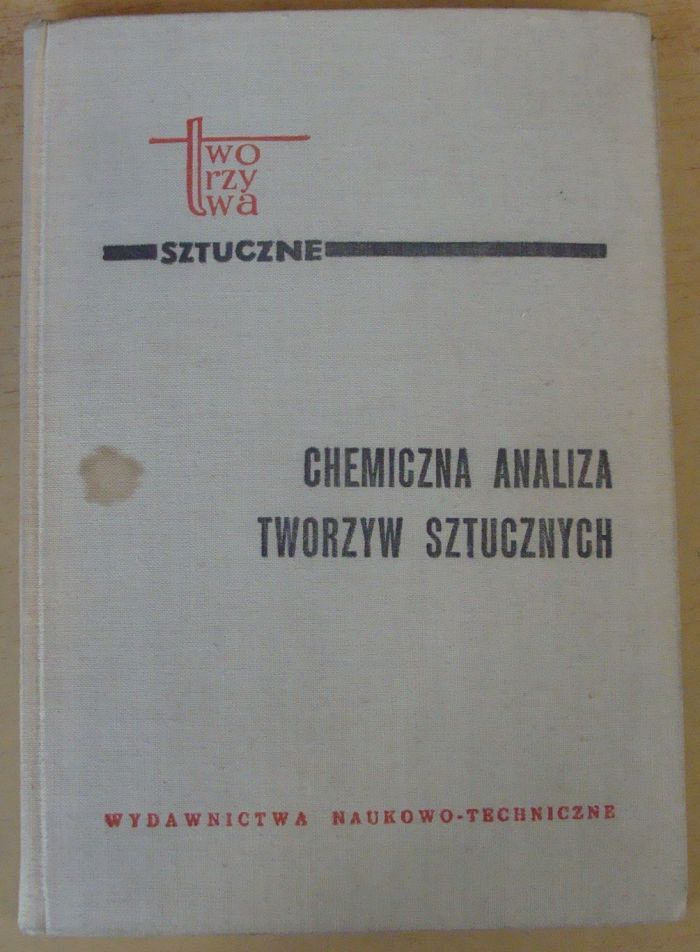 two
rzy
wa
SZTUCZNE
CHEMICZNA ANALIZA
TWORZYW SZTUCZNYCH
WYDAWNICTWA NAUKOWO-TECHNICZNE